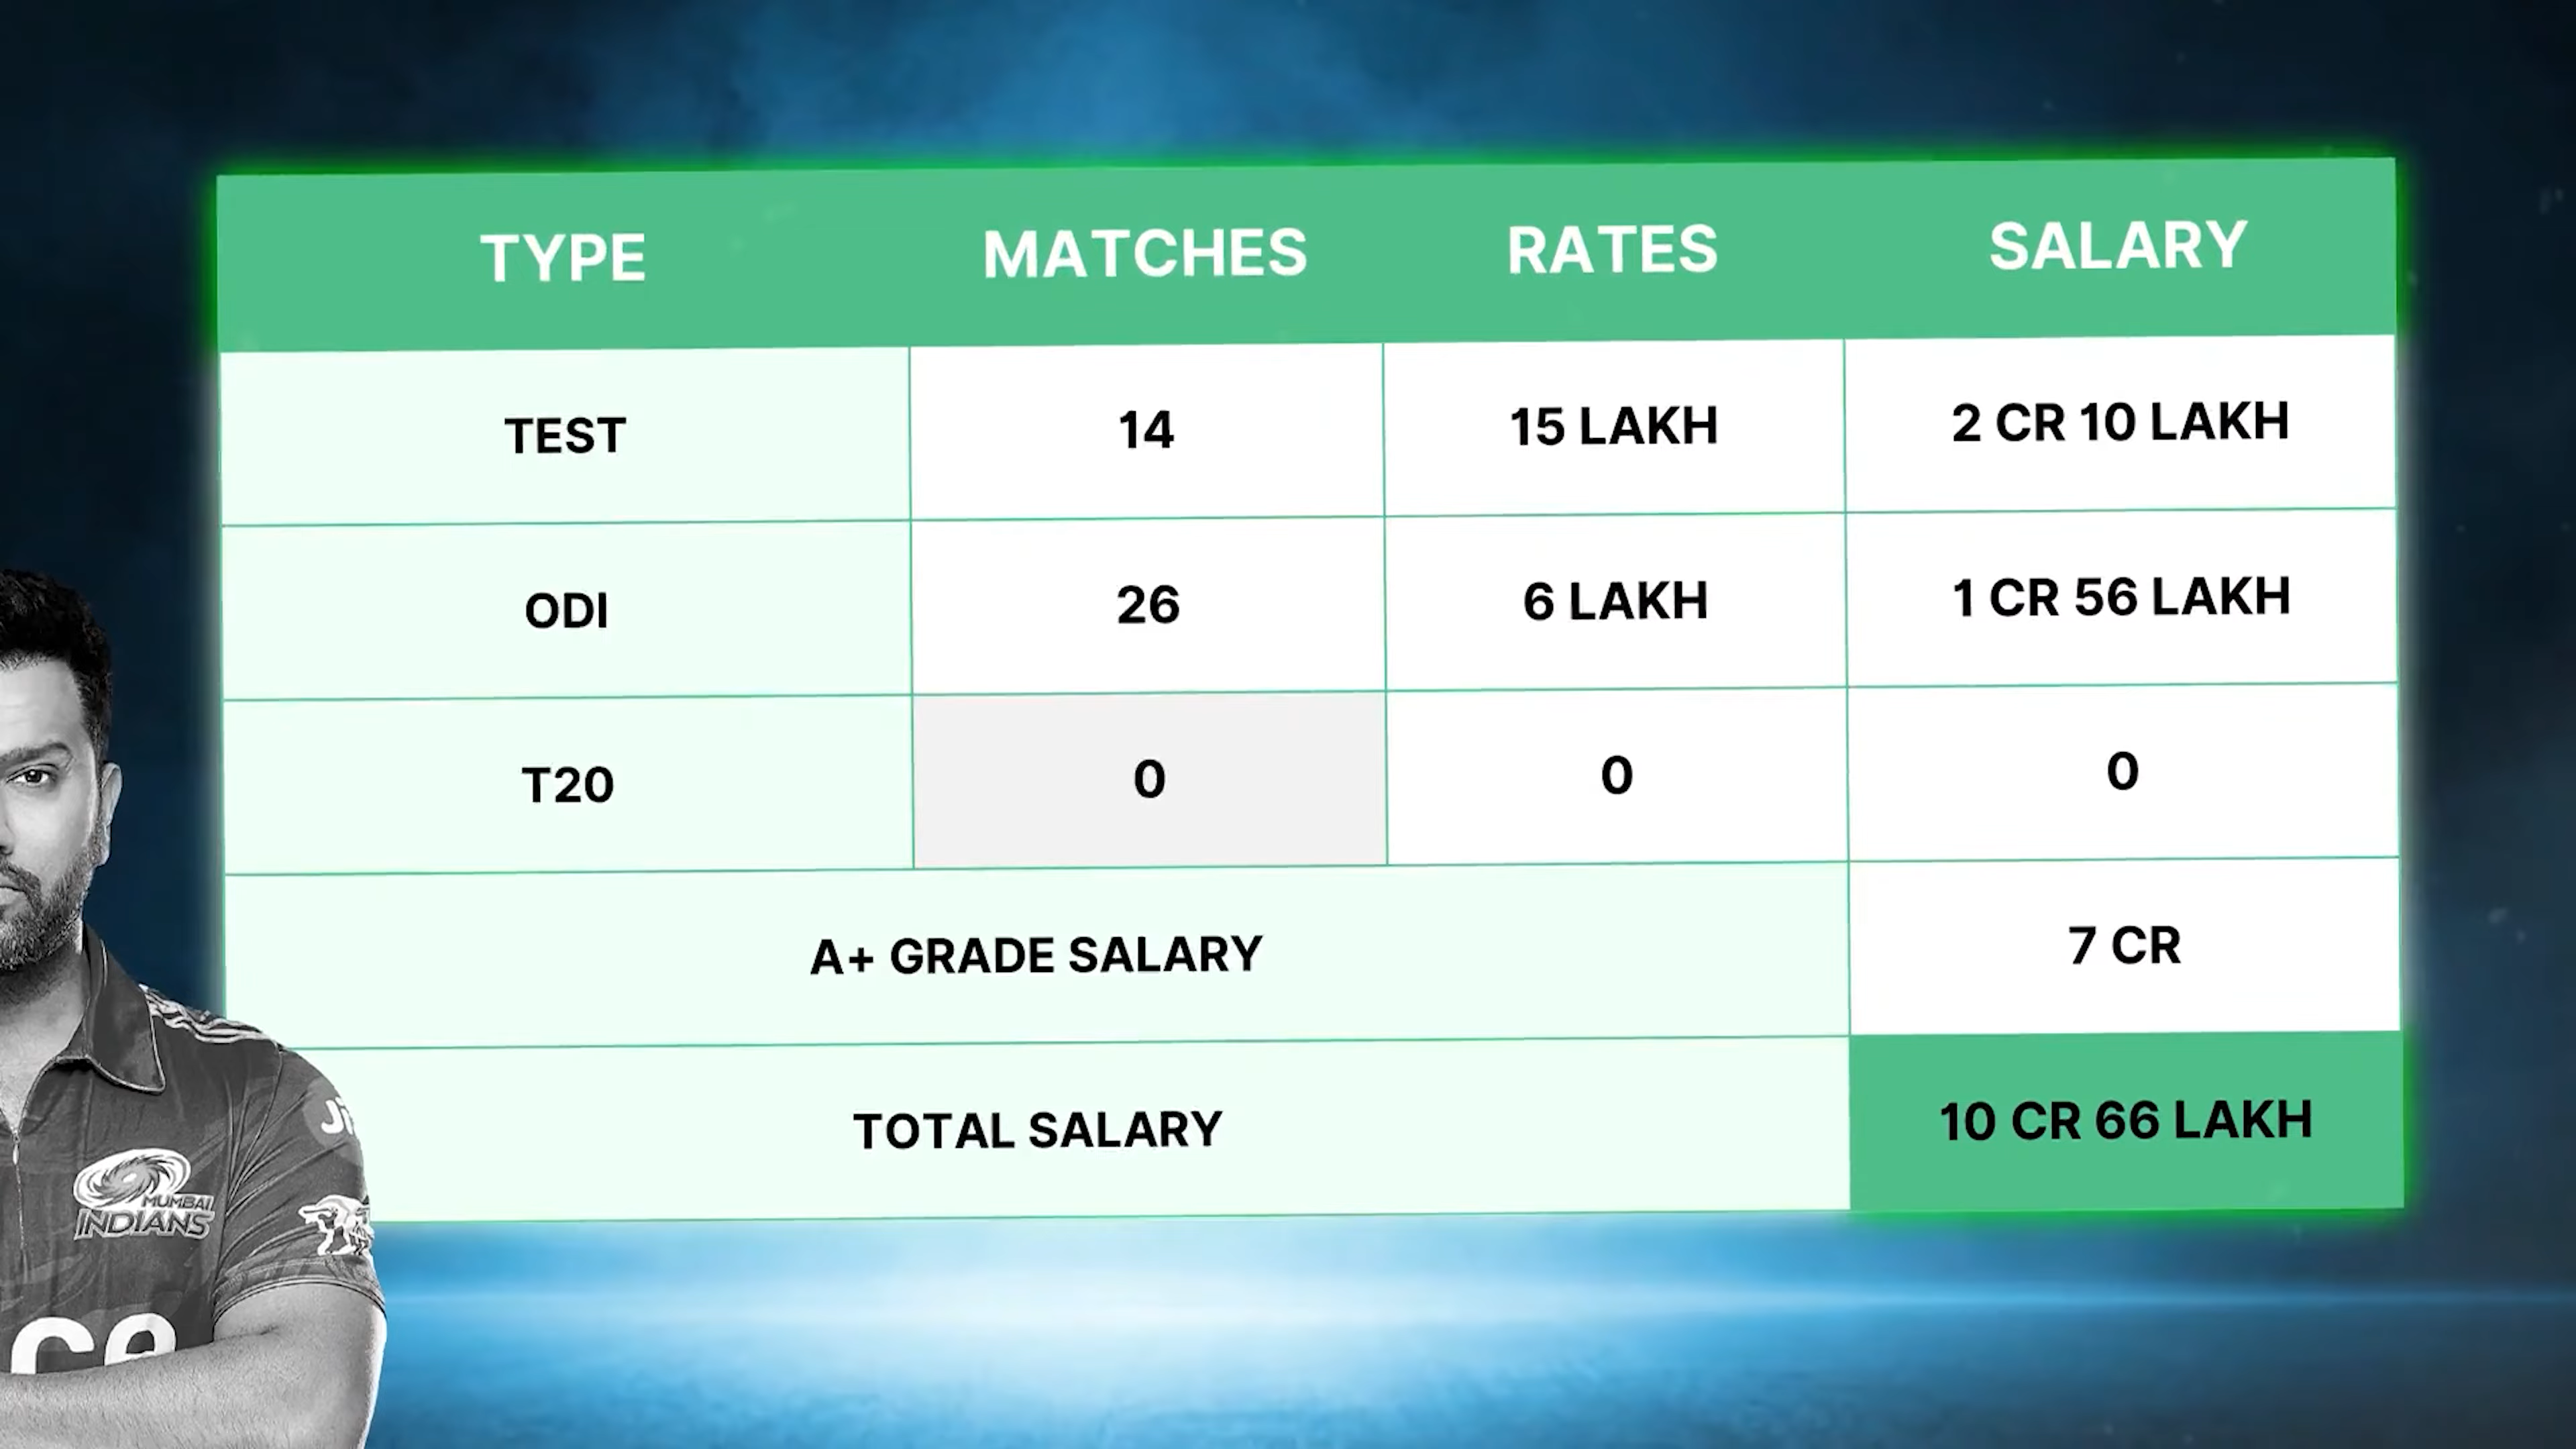 TYPE MATCHES RATES SALARY
TEST 14 15 LAKH 2 CR 10 LAKH
ODI 26 6 LAKH 1 CR 56 LAKH
T20 0 0 0
A+ GRADE SALARY 7 CR
TOTAL SALARY 10 CR 66 LAKH
MUMBAI
INDIANS